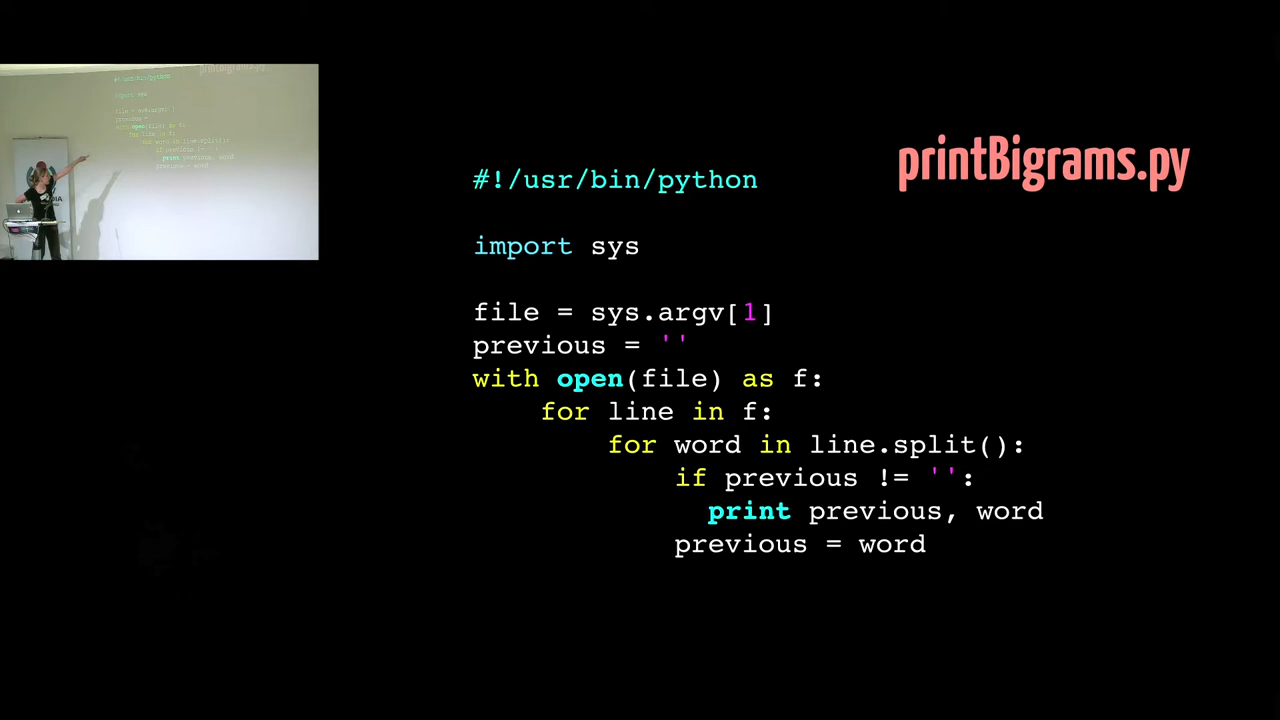 printBigrams.py
#!/usr/bin/python
import sys
file = sys.argv[1]
previous = ''
with open(file) as f:
    for line in f:
        for word in line.split():
            if previous != '':
              print previous, word
            previous = word